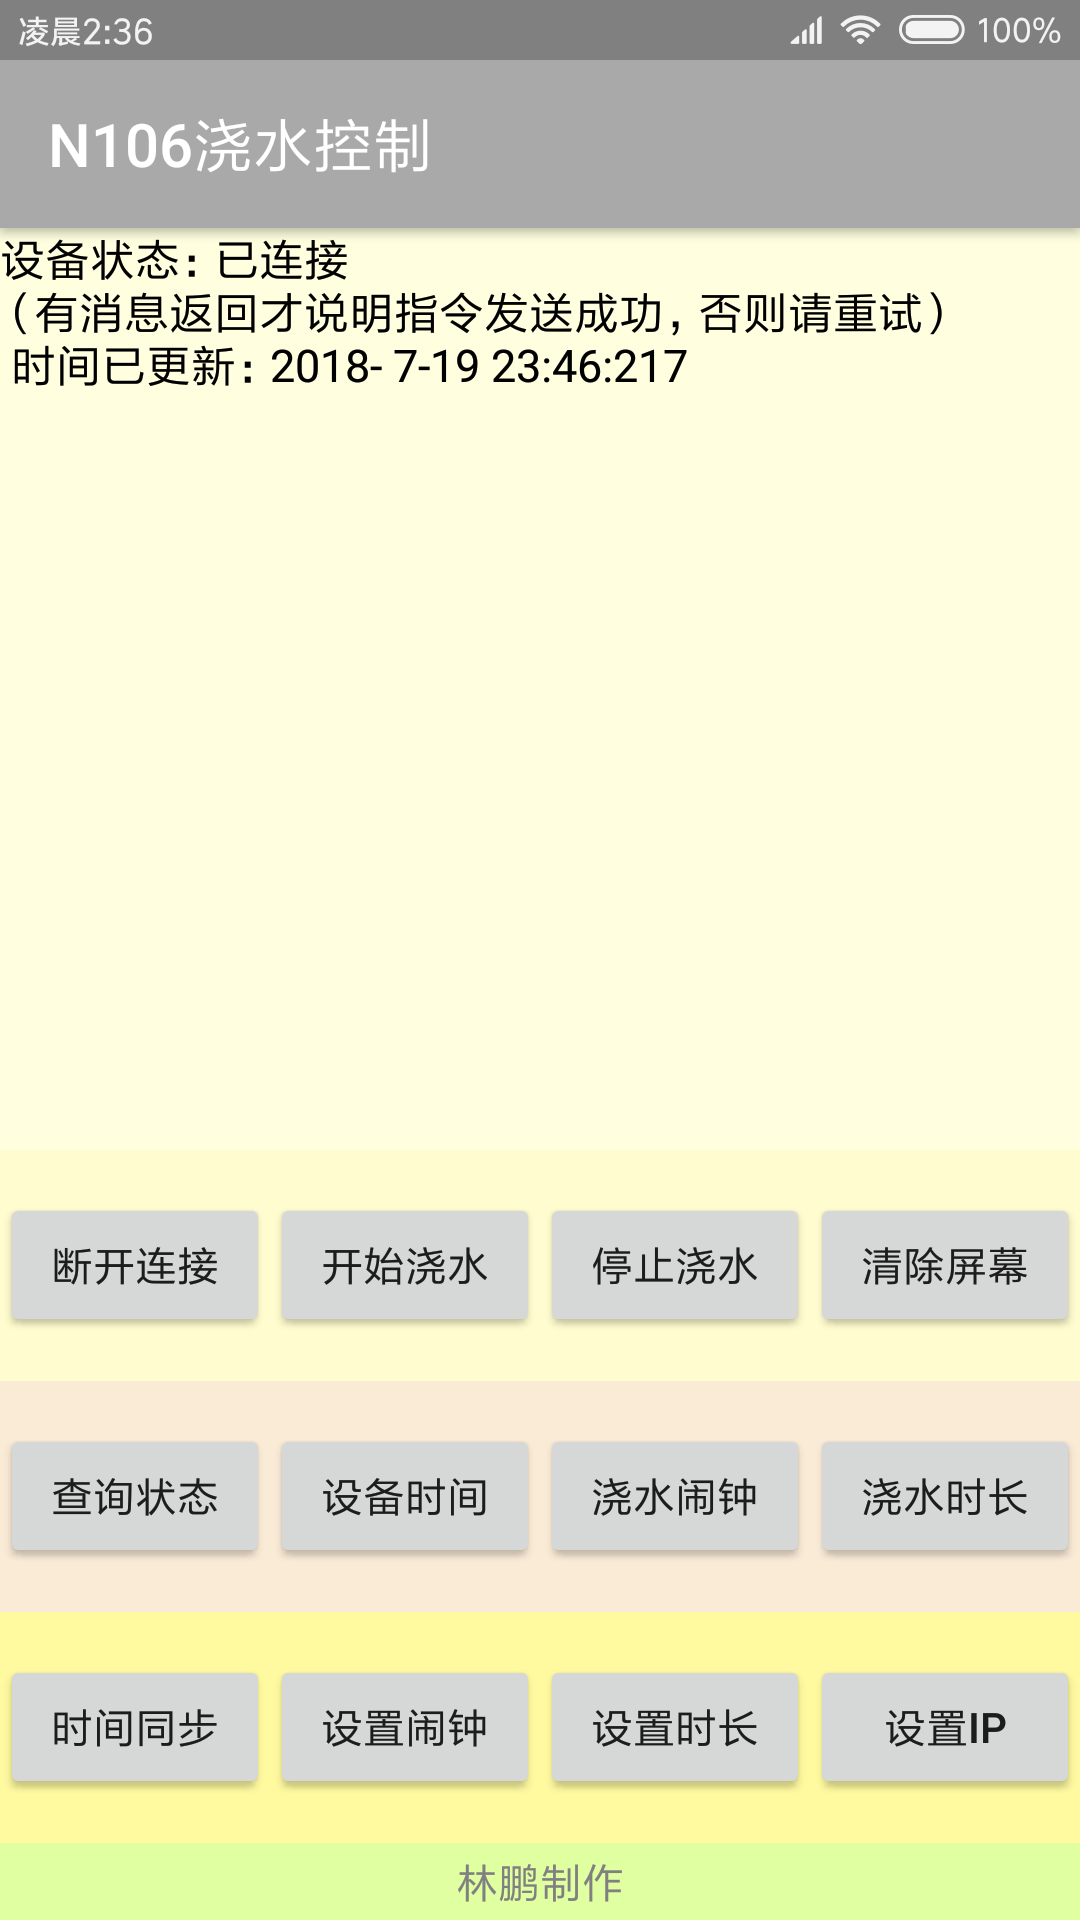 凌晨2:36
100%
N106浇水控制
设备状态：已连接
（有消息返回才说明指令发送成功，否则请重试）
时间已更新：2018- 7-19 23:46:217
断开连接 开始浇水 停止浇水 清除屏幕
查询状态 设备时间 浇水闹钟 浇水时长
时间同步 设置闹钟 设置时长 设置IP
林鹏制作